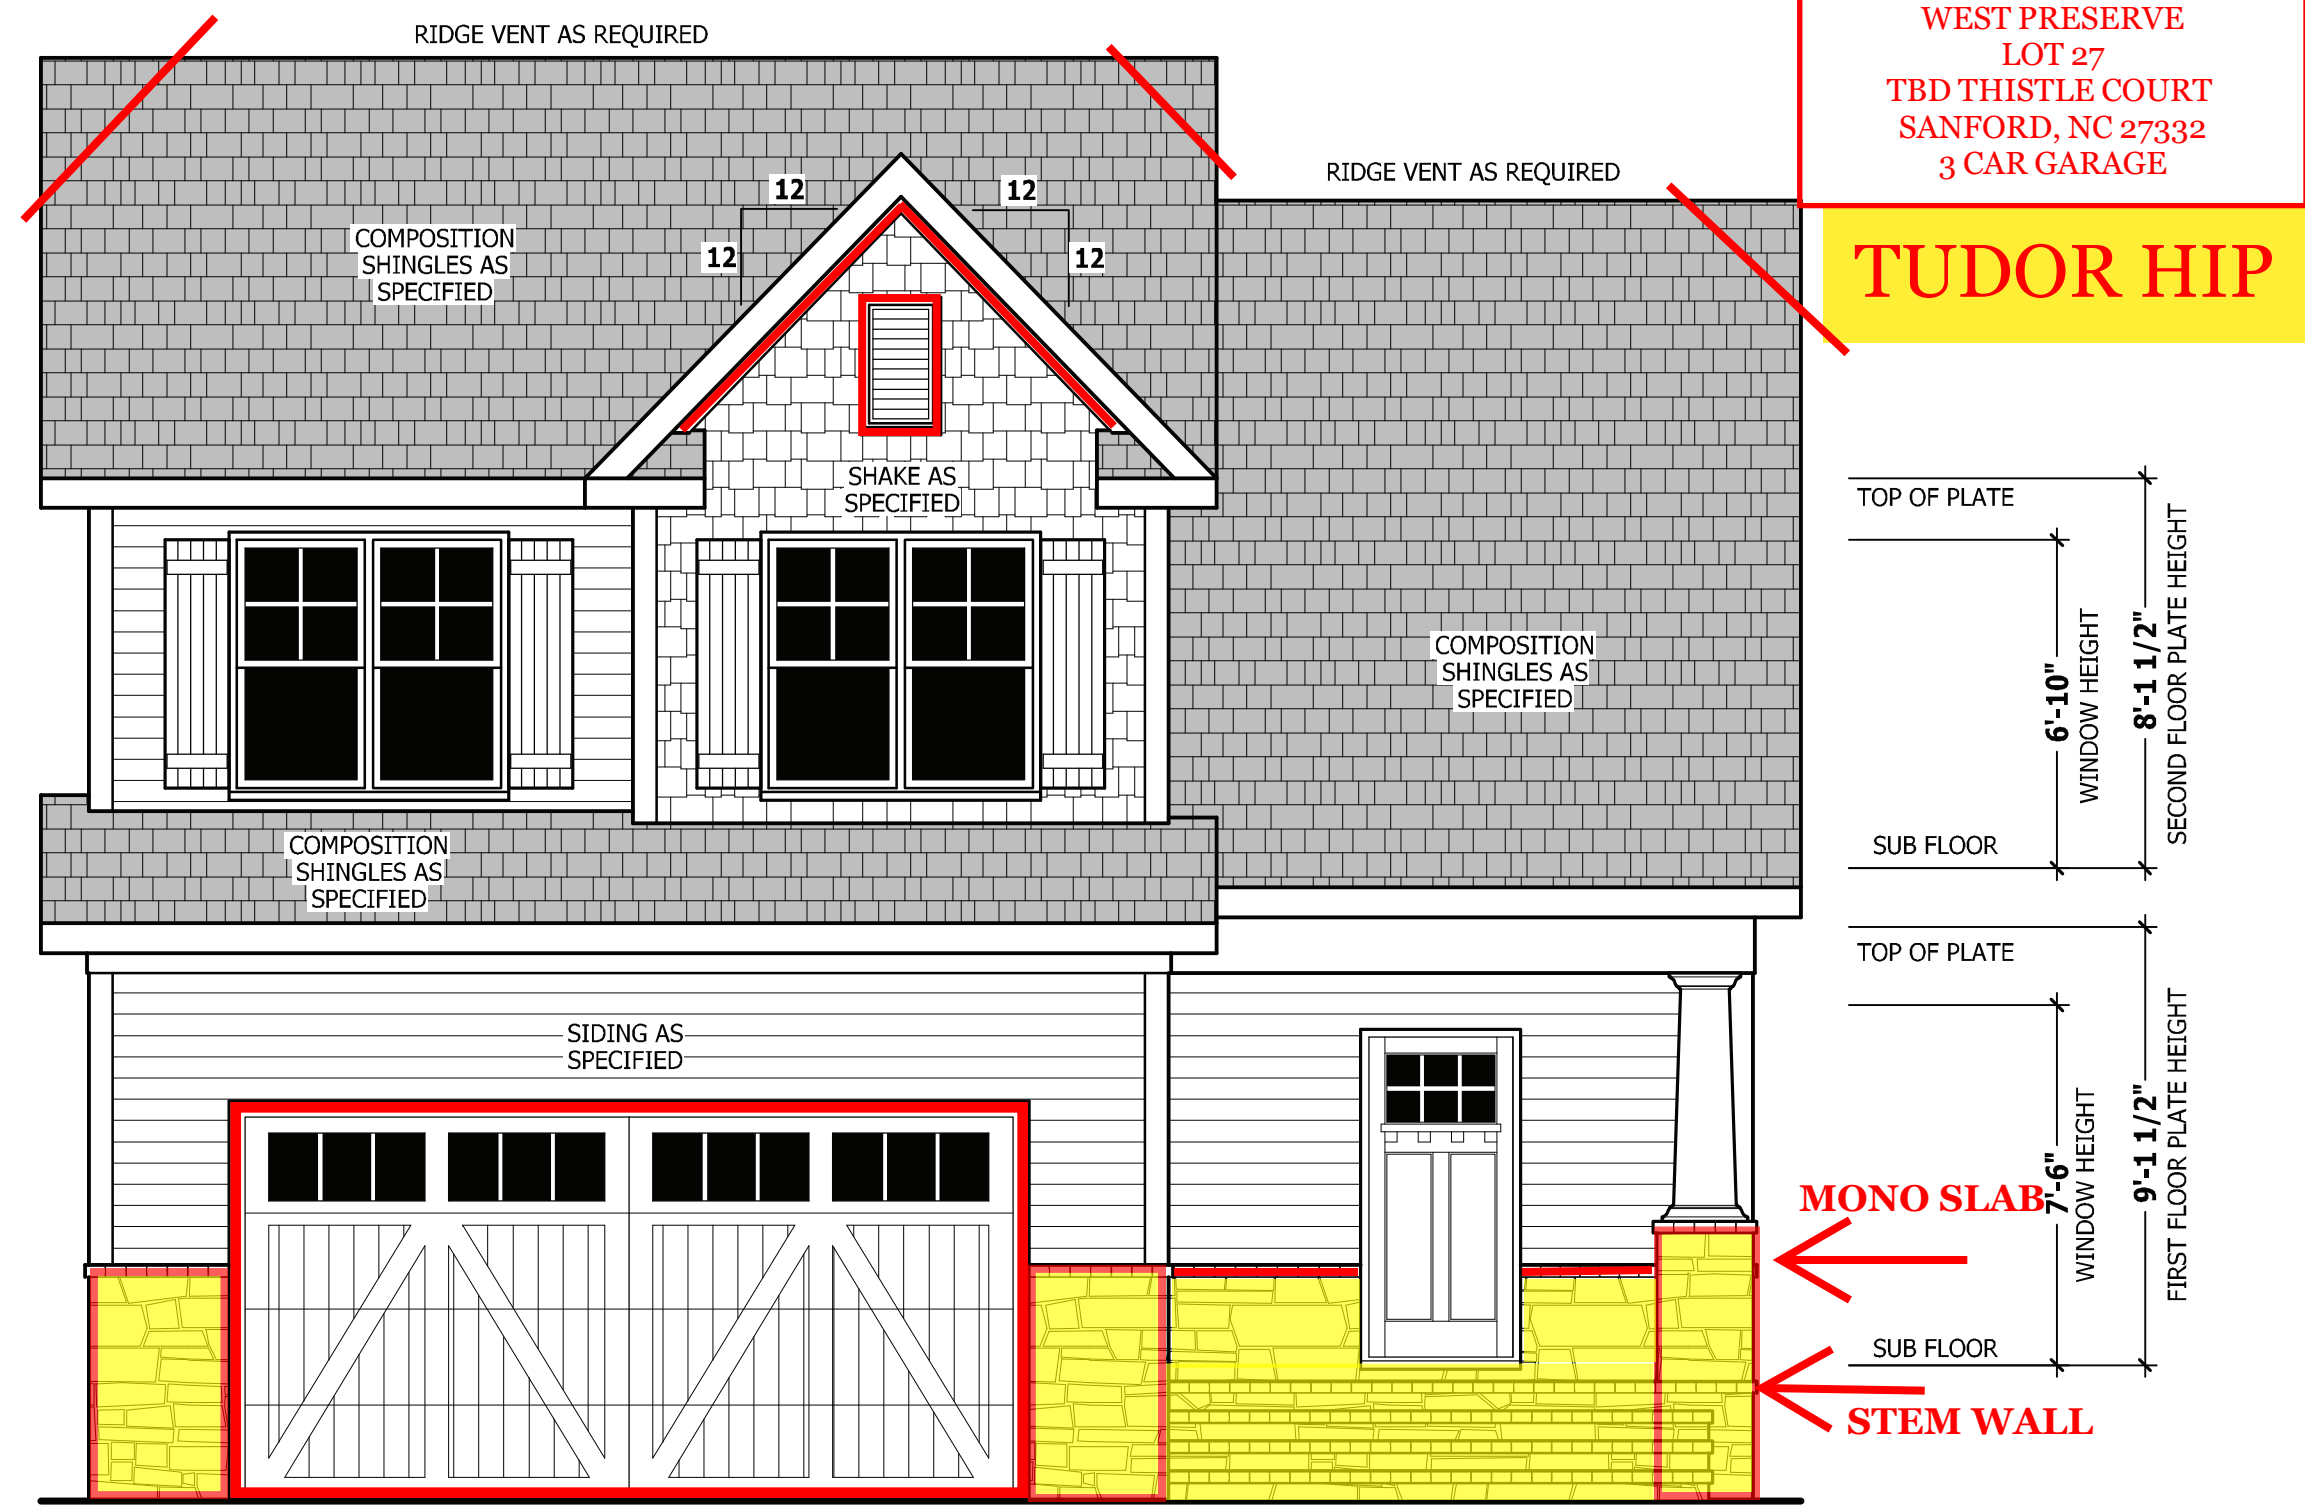 RIDGE VENT AS REQUIRED
WEST PRESERVE
LOT 27
TBD THISTLE COURT
SANFORD, NC 27332
3 CAR GARAGE
RIDGE VENT AS REQUIRED
TUDOR HIP
12
12
12
12
COMPOSITION
SHINGLES AS
SPECIFIED
SHAKE AS
SPECIFIED
COMPOSITION
SHINGLES AS
SPECIFIED
TOP OF PLATE
6'-10"
WINDOW HEIGHT
8'-1 1/2"
SECOND FLOOR PLATE HEIGHT
SUB FLOOR
COMPOSITION
SHINGLES AS
SPECIFIED
TOP OF PLATE
SIDING AS
SPECIFIED
7'-6"
WINDOW HEIGHT
9'-1 1/2"
FIRST FLOOR PLATE HEIGHT
MONO SLAB
SUB FLOOR
STEM WALL